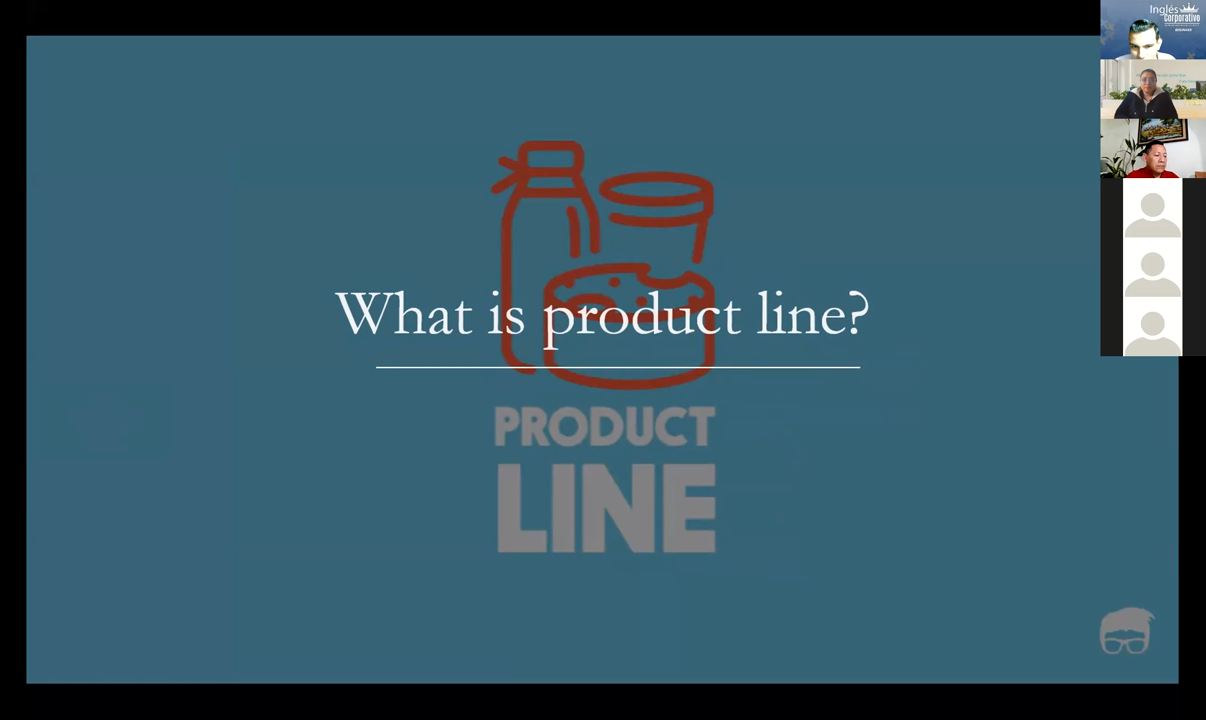 What is product line?
PRODUCT
LINE
Inglés
Corporativo